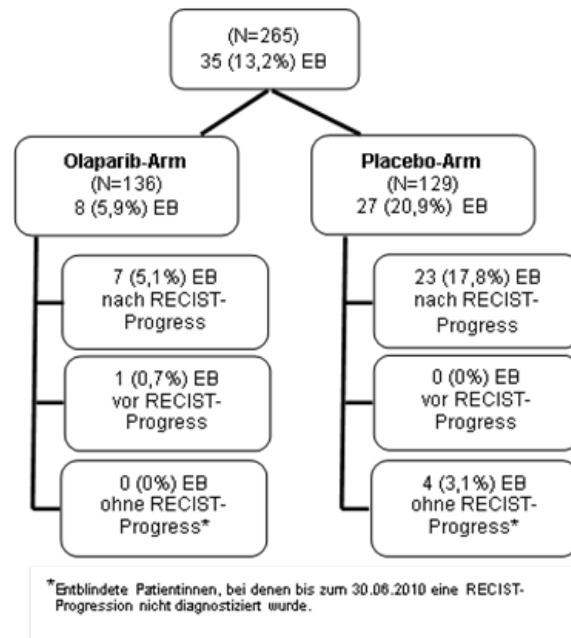 (N=265)
35 (13,2%) EB
Olaparib-Arm
(N=136)
8 (5,9%) EB
Placebo-Arm
(N=129)
27 (20,9%) EB
7 (5,1%) EB
nach RECIST-
Progress
1 (0,7%) EB
vor RECIST-
Progress
0 (0%) EB
ohne RECIST-
Progress*
23 (17,8%) EB
nach RECIST-
Progress
0 (0%) EB
vor RECIST-
Progress
4 (3,1%) EB
ohne RECIST-
Progress*
*Entblindete Patientinnen, bei denen bis zum 30.06.2010 eine RECIST-
Progression nicht diagnostiziert wurde.